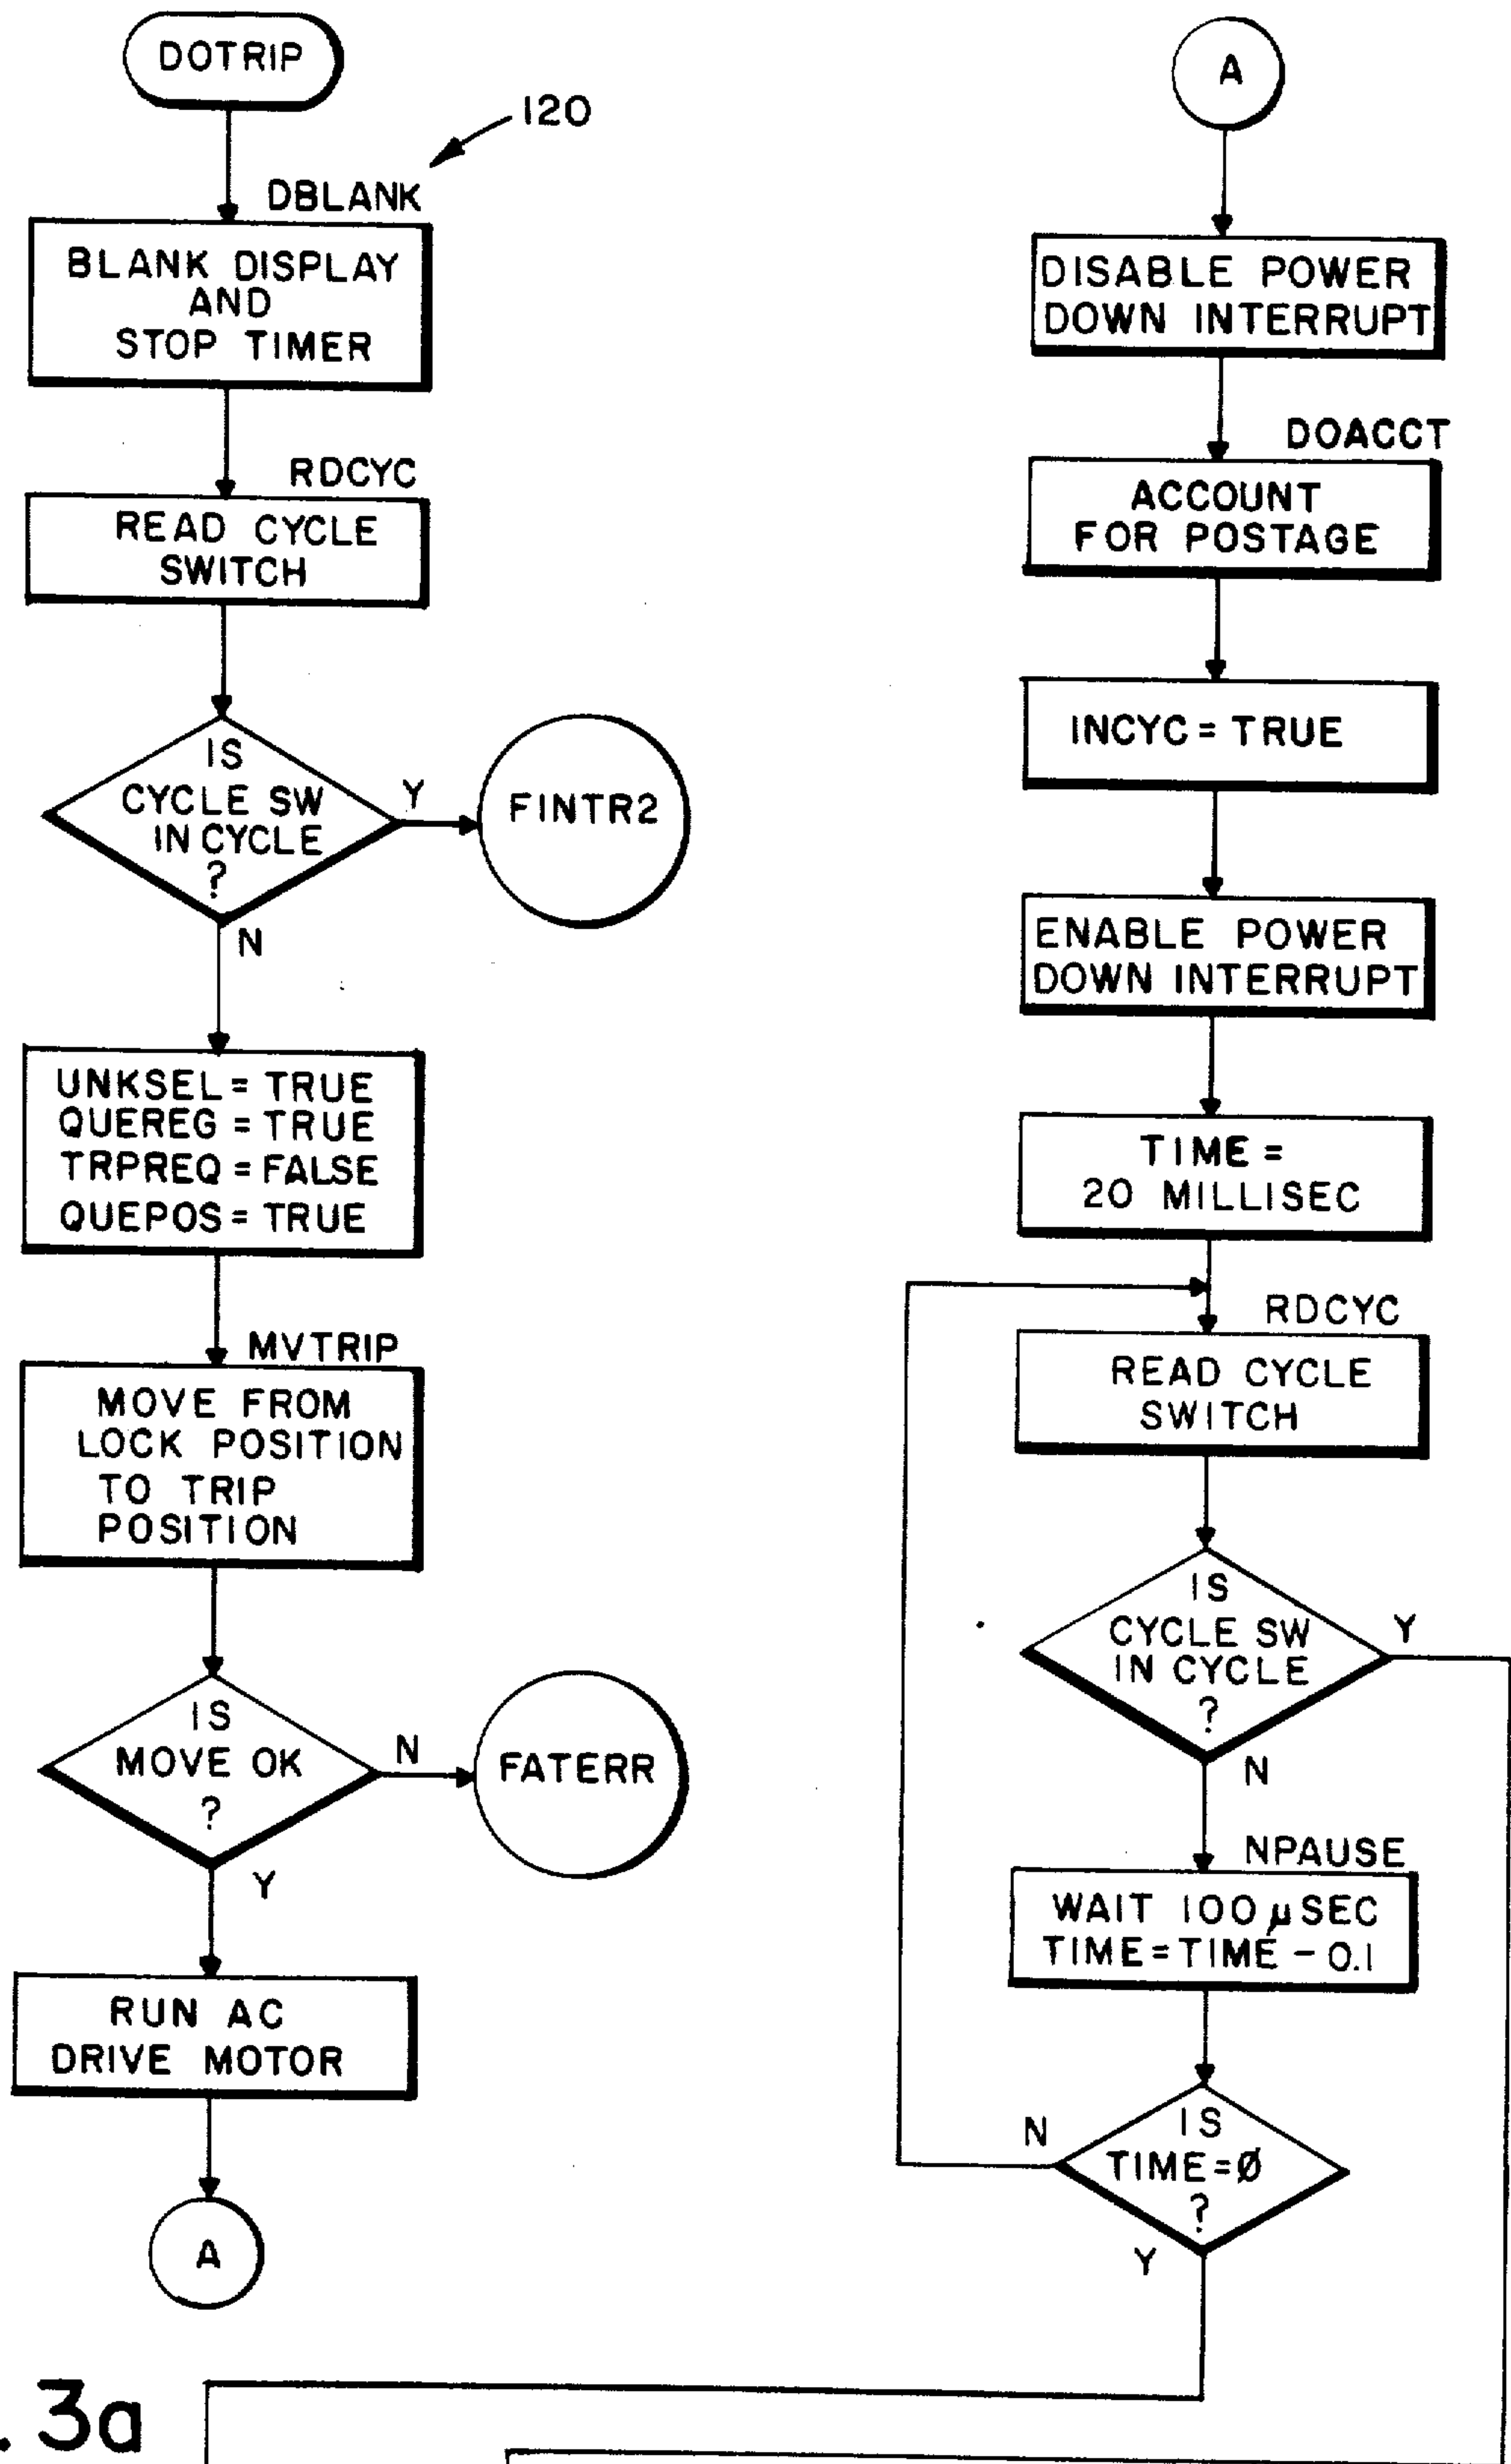 DOTRIP
120
DBLANK
BLANK DISPLAY
AND
STOP TIMER
RDCYC
READ CYCLE
SWITCH
IS
CYCLE SW
IN CYCLE
?
Y
FINTR2
N
UNKSEL = TRUE
QUEREG = TRUE
TRPREQ = FALSE
QUEPOS = TRUE
MVTRIP
MOVE FROM
LOCK POSITION
TO TRIP
POSITION
IS
MOVE OK
?
N
FATERR
Y
RUN AC
DRIVE MOTOR
A
A
DISABLE POWER
DOWN INTERRUPT
DOACCT
ACCOUNT
FOR POSTAGE
INCYC = TRUE
ENABLE POWER
DOWN INTERRUPT
TIME =
20 MILLISEC
RDCYC
READ CYCLE
SWITCH
IS
CYCLE SW
IN CYCLE
?
Y
N
NPAUSE
WAIT 100 μSEC
TIME = TIME - 0.1
IS
TIME = Ø
?
N
Y
. 3a